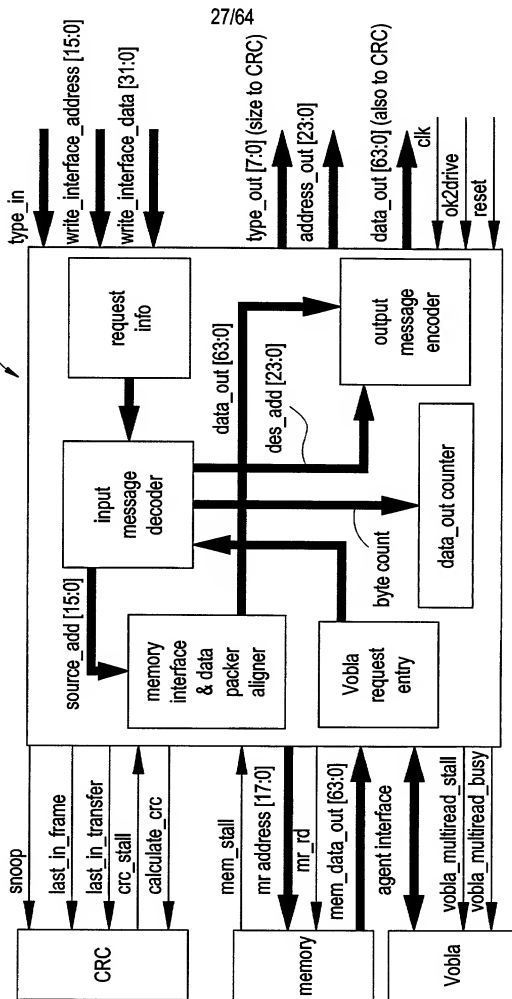 27/64
type_in
write_interface_address [15:0]
write_interface_data [31:0]
type_out [7:0] (size to CRC)
address_out [23:0]
data_out [63:0] (also to CRC)
clk
ok2drive
reset
request
info
data_out [63:0]
des_add [23:0]
output
message
encoder
input
message
decoder
byte count
data_out counter
source_add [15:0]
memory
interface
& data
packer
aligner
Vobla
request
entry
snoop
last_in_frame
last_in_transfer
crc_stall
calculate_crc
mem_stall
mr address [17:0]
mr_rd
mem_data_out [63:0]
agent interface
vobla_multiread_stall
vobla_multiread_busy
CRC
memory
Vobla